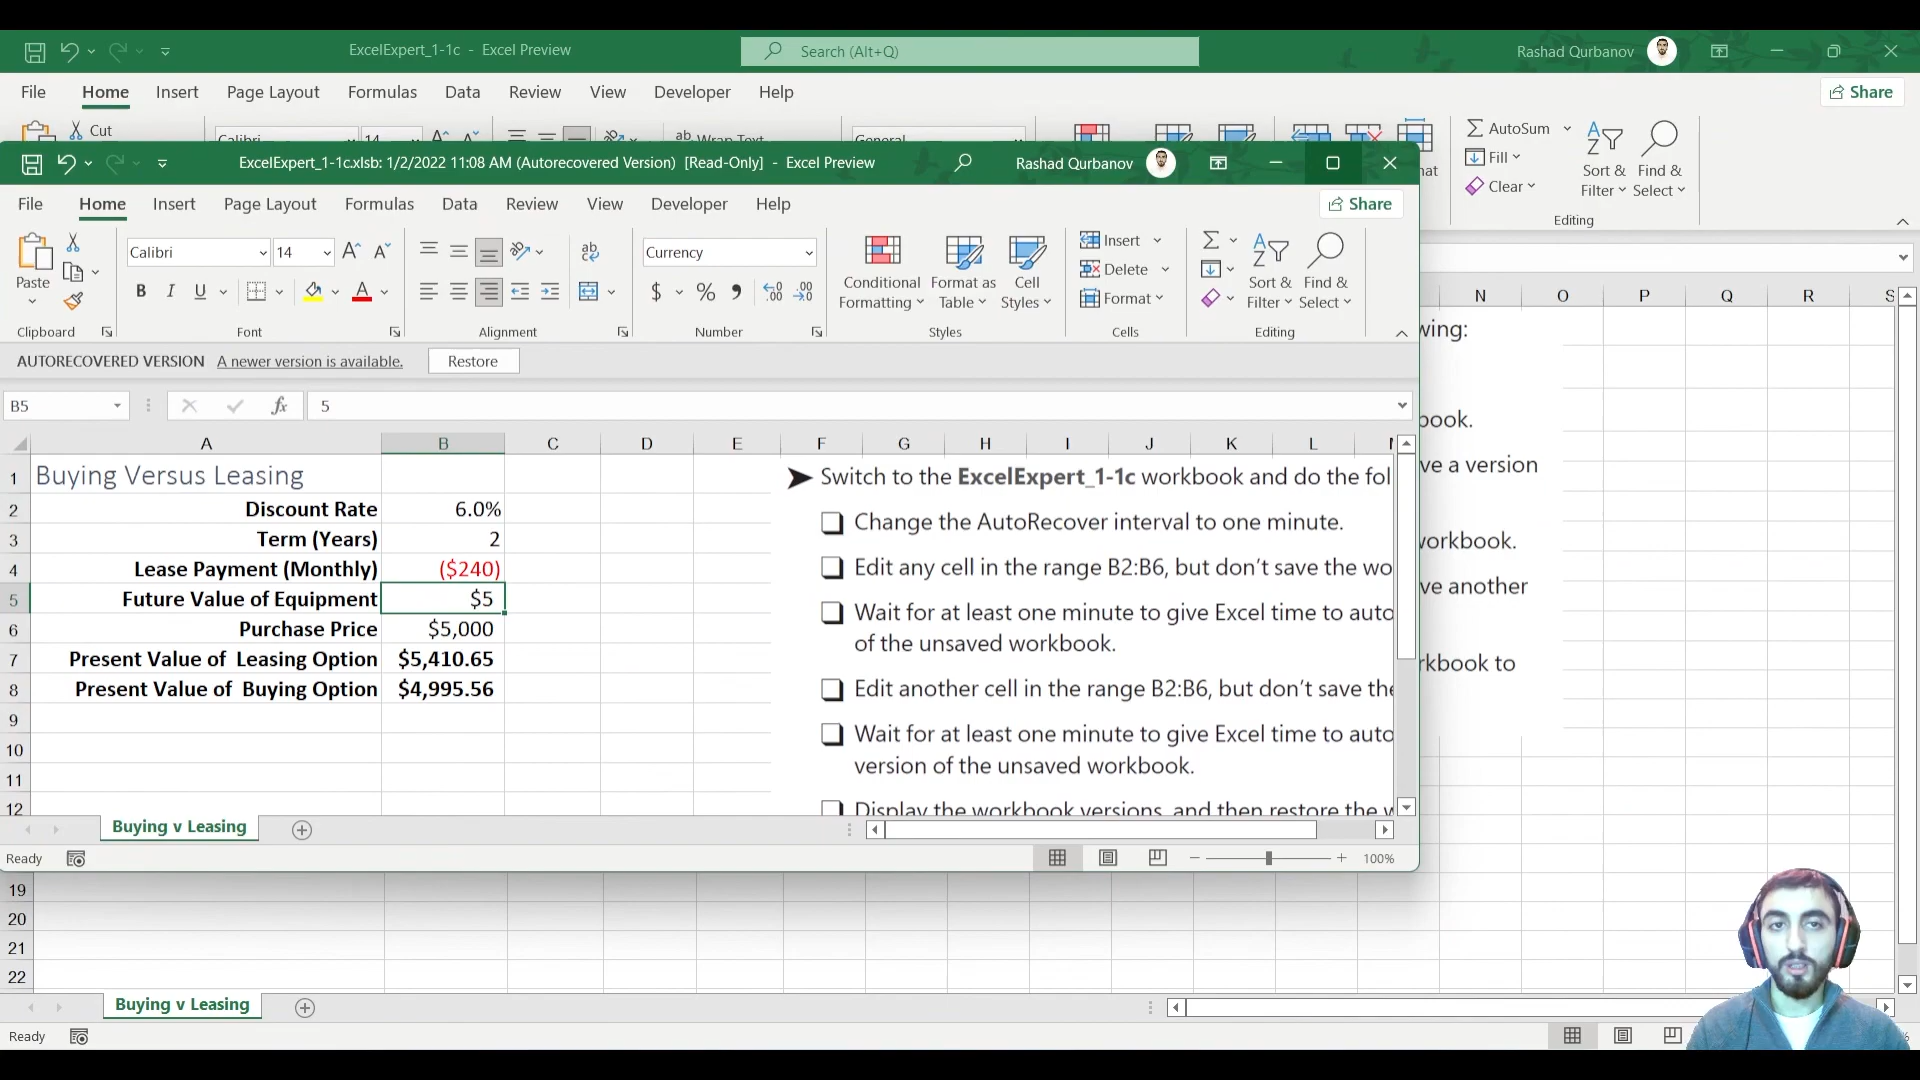 ExcelExpert_1-1c - Excel Preview
Search (Alt+Q)
Rashad Qurbanov
File Home Insert Page Layout Formulas Data Review View Developer Help
Share
Cut
Calibri 14
Wrap Text
General
AutoSum
Fill
Clear
Sort & Filter
Find & Select
Editing
ExcelExpert_1-1c.xlsb: 1/2/2022 11:08 AM (Autorecovered Version) [Read-Only] - Excel Preview
Rashad Qurbanov
File Home Insert Page Layout Formulas Data Review View Developer Help
Share
Paste
Calibri 14
Currency
Conditional Formatting
Format as Table
Cell Styles
Insert
Delete
Format
Sort & Filter
Find & Select
Clipboard Font Alignment Number Styles Cells Editing
AUTORECOVERED VERSION A newer version is available. Restore
B5 fx 5
A B C D E F G H I J K L
N O P Q R S
1 Buying Versus Leasing
2 Discount Rate 6.0%
3 Term (Years) 2
4 Lease Payment (Monthly) ($240)
5 Future Value of Equipment $5
6 Purchase Price $5,000
7 Present Value of Leasing Option $5,410.65
8 Present Value of Buying Option $4,995.56
9
10
11
12
➤ Switch to the ExcelExpert_1-1c workbook and do the fol
Change the AutoRecover interval to one minute.
Edit any cell in the range B2:B6, but don’t save the wo
Wait for at least one minute to give Excel time to auto
of the unsaved workbook.
Edit another cell in the range B2:B6, but don’t save the
Wait for at least one minute to give Excel time to auto
version of the unsaved workbook.
Display the workbook versions, and then restore the w
wing:
book.
ve a version
workbook.
ve another
rkbook to
Buying v Leasing
Ready
100%
19
20
21
22
Buying v Leasing
Ready